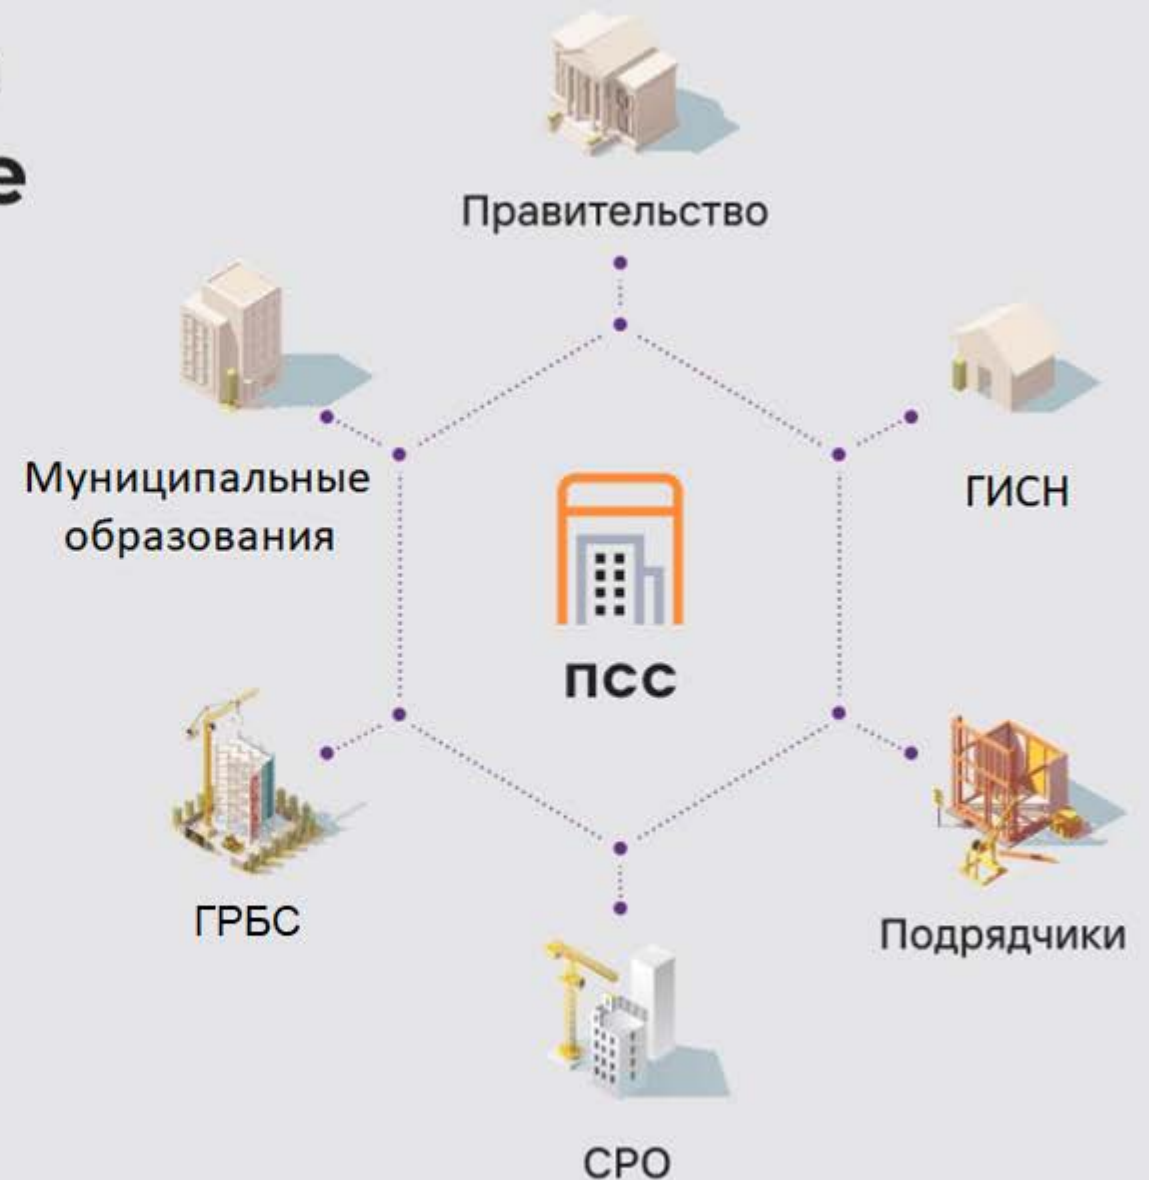 Правительство
Муниципальные
образования
ГИСН
ПСС
ГРБС
Подрядчики
СРО